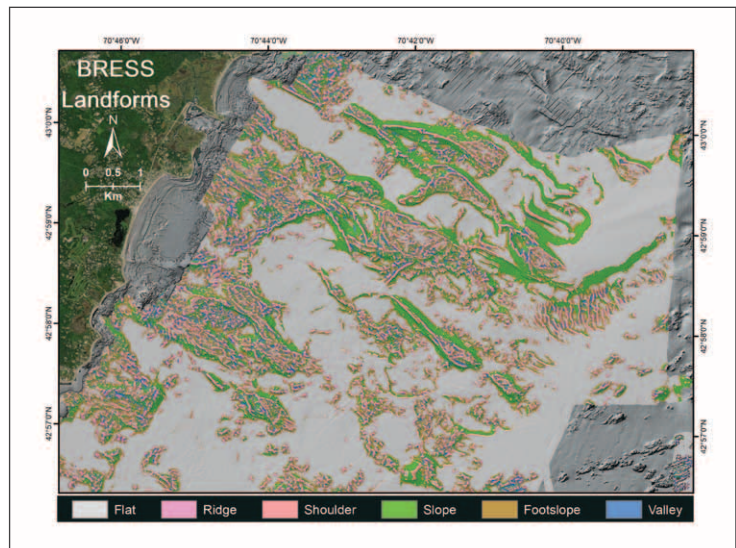 70°46'0"W 70°44'0"W 70°42'0"W 70°40'0"W
BRESS
Landforms
N
0 0.5 1
Km
43°0'0"N
42°59'0"N
42°58'0"N
42°57'0"N
43°0'0"N
42°59'0"N
42°58'0"N
42°57'0"N
Flat Ridge Shoulder Slope Footslope Valley